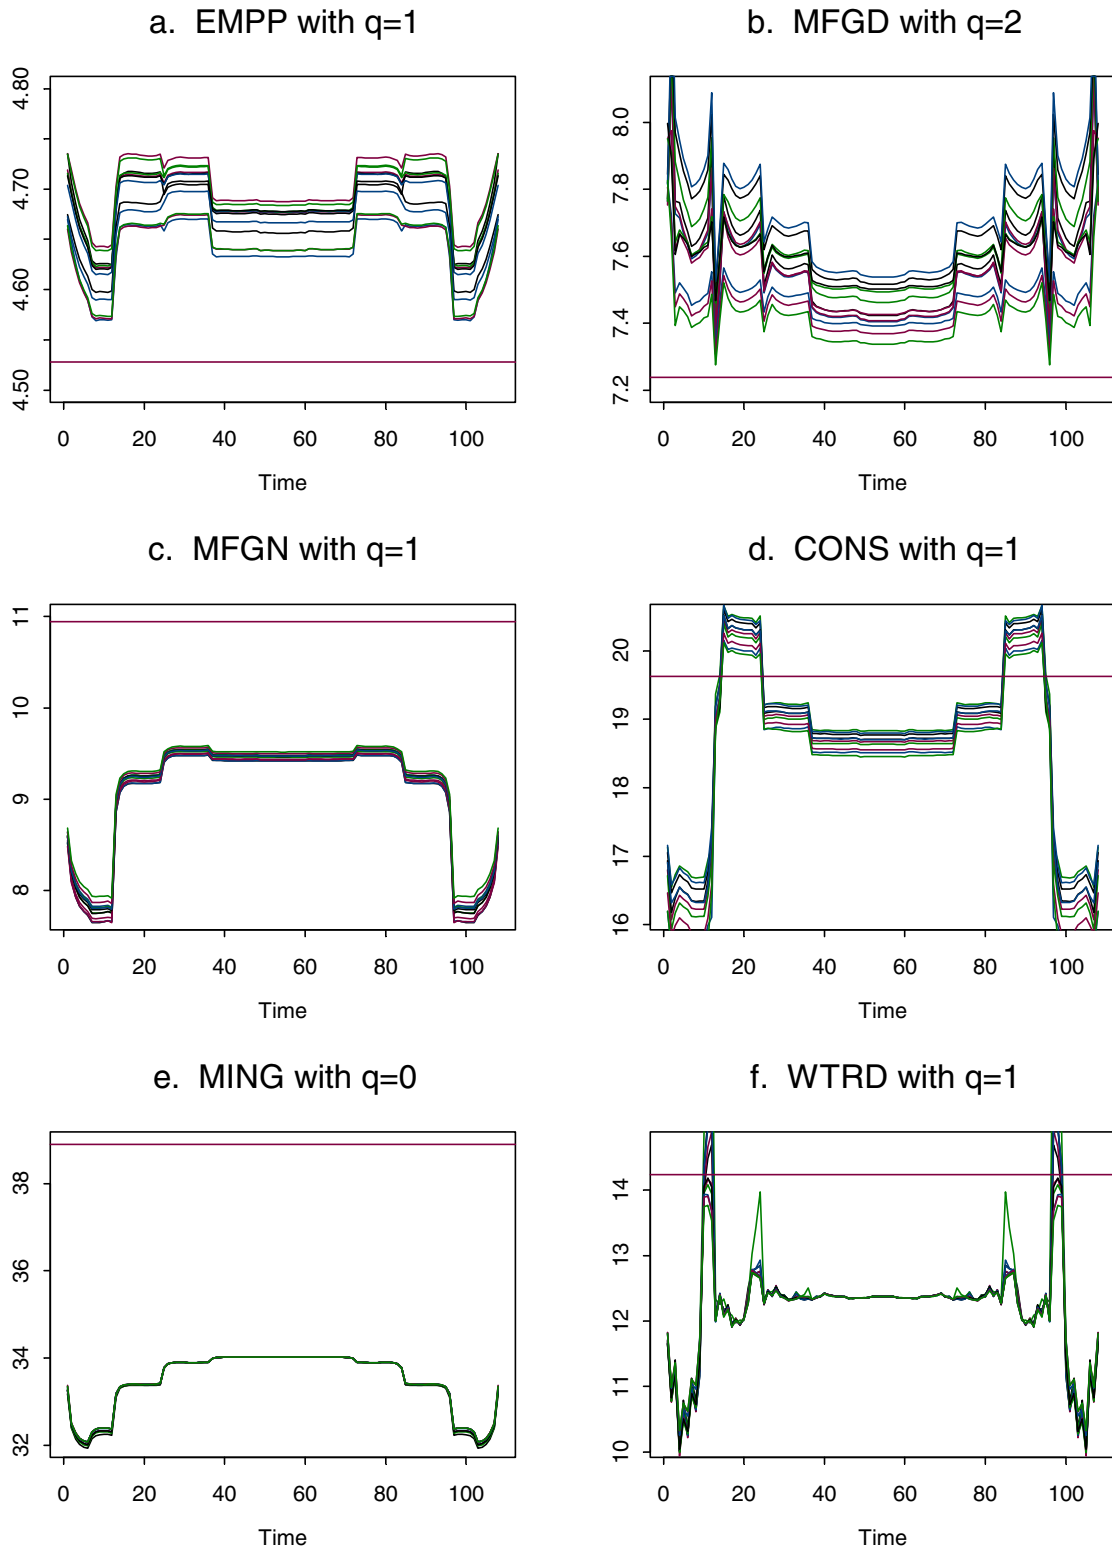 a. EMPP with q=1
4.80
4.70
4.60
4.50
0 20 40 60 80 100
Time
b. MFGD with q=2
8.0
7.8
7.6
7.4
7.2
0 20 40 60 80 100
Time
c. MFGN with q=1
11
10
9
8
0 20 40 60 80 100
Time
d. CONS with q=1
20
19
18
17
16
0 20 40 60 80 100
Time
e. MING with q=0
38
36
34
32
0 20 40 60 80 100
Time
f. WTRD with q=1
14
13
12
11
10
0 20 40 60 80 100
Time